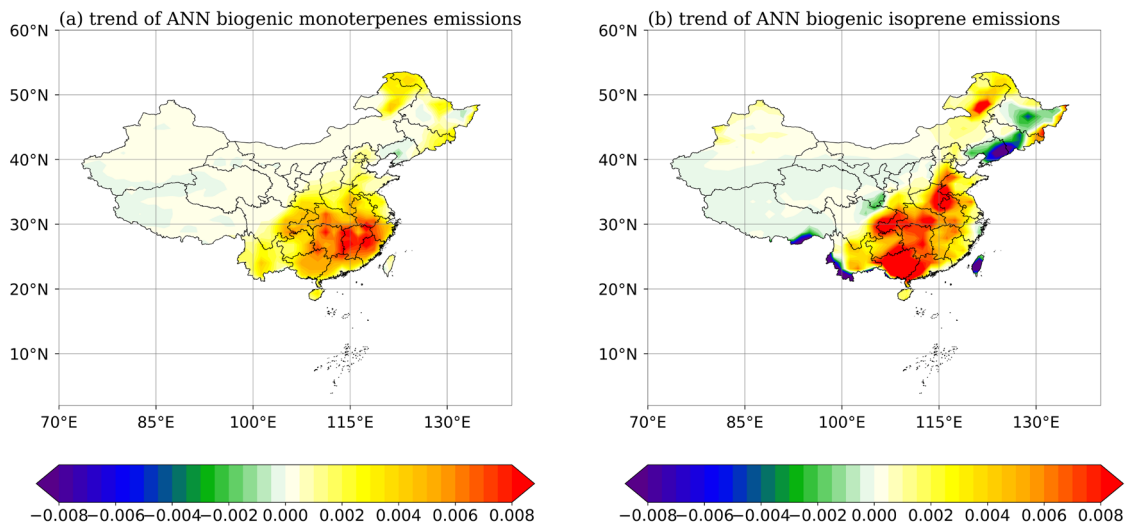 (a) trend of ANN biogenic monoterpenes emissions
60°N
50°N
40°N
30°N
20°N
10°N
70°E 85°E 100°E 115°E 130°E
−0.008 −0.006 −0.004 −0.002 0.000 0.002 0.004 0.006 0.008
(b) trend of ANN biogenic isoprene emissions
60°N
50°N
40°N
30°N
20°N
10°N
70°E 85°E 100°E 115°E 130°E
−0.008 −0.006 −0.004 −0.002 0.000 0.002 0.004 0.006 0.008